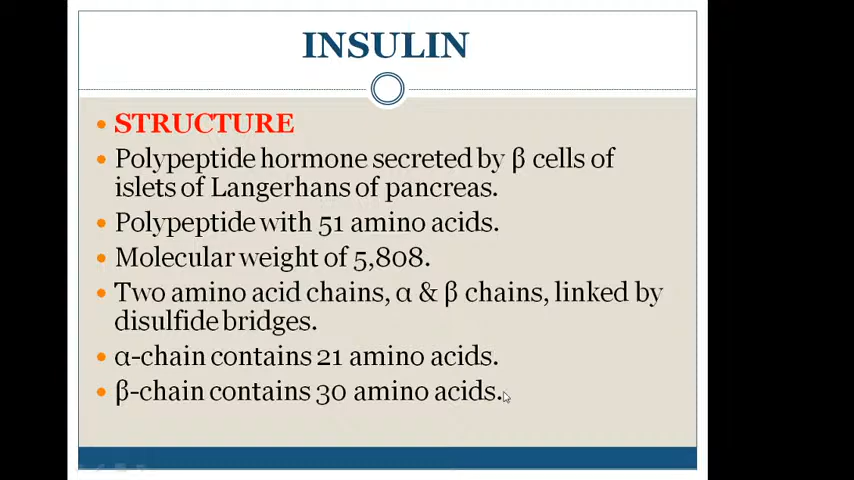 INSULIN
• STRUCTURE
• Polypeptide hormone secreted by β cells of
islets of Langerhans of pancreas.
• Polypeptide with 51 amino acids.
• Molecular weight of 5,808.
• Two amino acid chains, α & β chains, linked by
disulfide bridges.
• α-chain contains 21 amino acids.
• β-chain contains 30 amino acids.